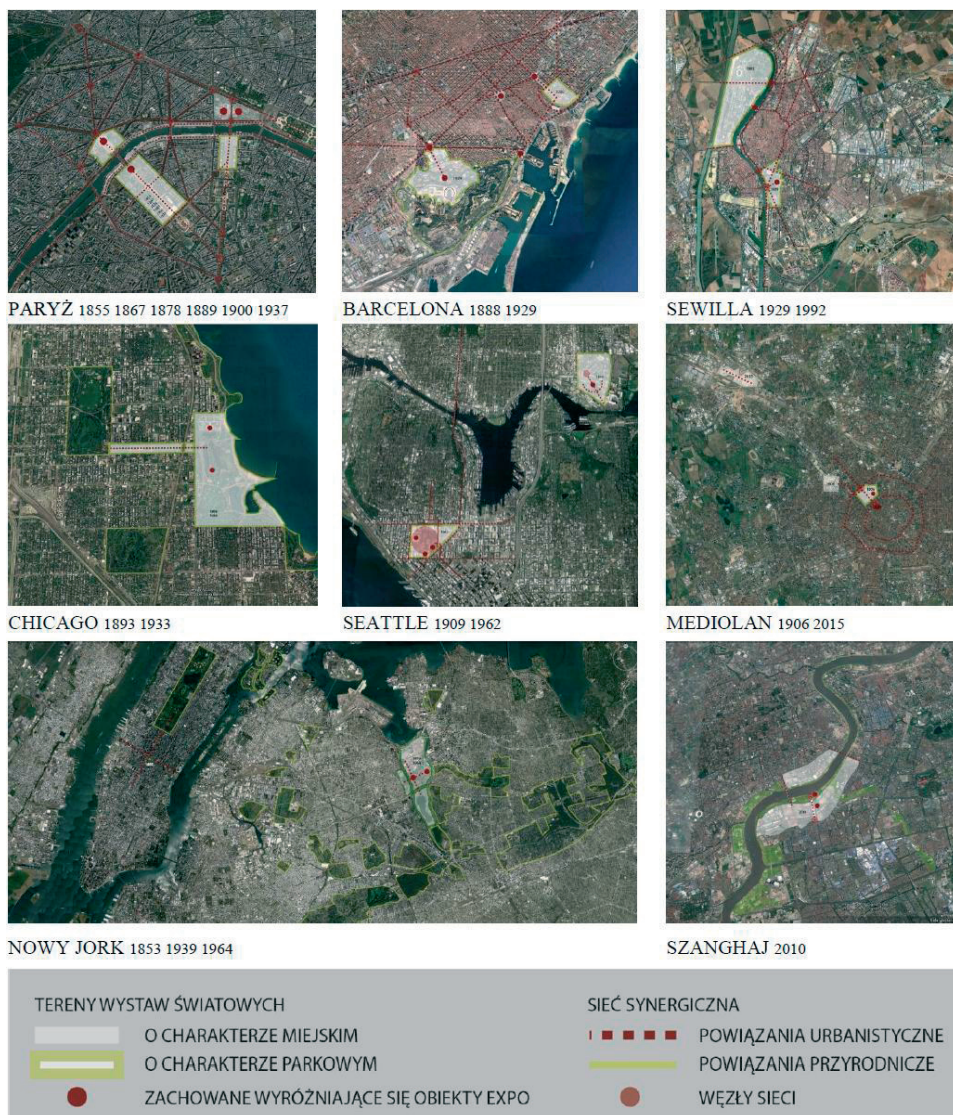 PARYŻ 1855 1867 1878 1889 1900 1937
BARCELONA 1888 1929
SEWILLA 1929 1992
CHICAGO 1893 1933
SEATTLE 1909 1962
MEDIOLAN 1906 2015
NOWY JORK 1853 1939 1964
SZANGHAJ 2010
TERENY WYSTAW ŚWIATOWYCH
O CHARAKTERZE MIEJSKIM
O CHARAKTERZE PARKOWYM
ZACHOWANE WYRÓŻNIAJĄCE SIĘ OBIEKTY EXPO
SIEĆ SYNERGICZNA
POWIĄZANIA URBANISTYCZNE
POWIĄZANIA PRZYRODNICZE
WĘZŁY SIECI